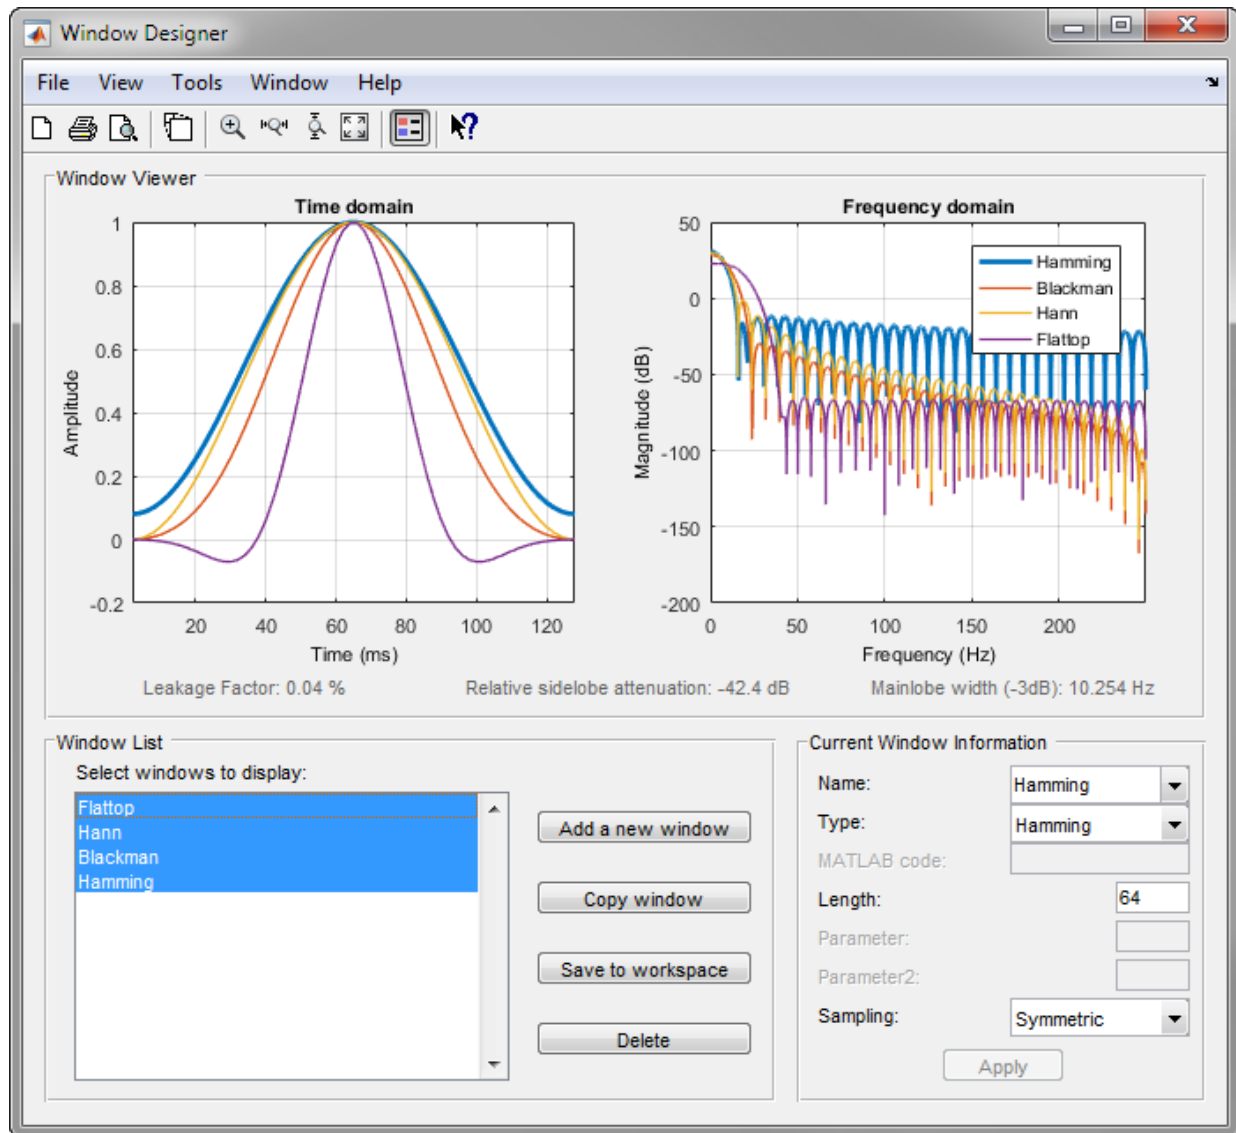 Window Designer
File View Tools Window Help
Window Viewer
Time domain
1
0.8
0.6
0.4
0.2
0
-0.2
Amplitude
20 40 60 80 100 120
Time (ms)
Frequency domain
50
0
-50
-100
-150
-200
Magnitude (dB)
Hamming
Blackman
Hann
Flattop
0 50 100 150 200
Frequency (Hz)
Leakage Factor: 0.04 % Relative sidelobe attenuation: -42.4 dB Mainlobe width (-3dB): 10.254 Hz
Window List
Select windows to display:
Flattop
Hann
Blackman
Hamming
Add a new window
Copy window
Save to workspace
Delete
Current Window Information
Name: Hamming
Type: Hamming
MATLAB code:
Length: 64
Parameter:
Parameter2:
Sampling: Symmetric
Apply